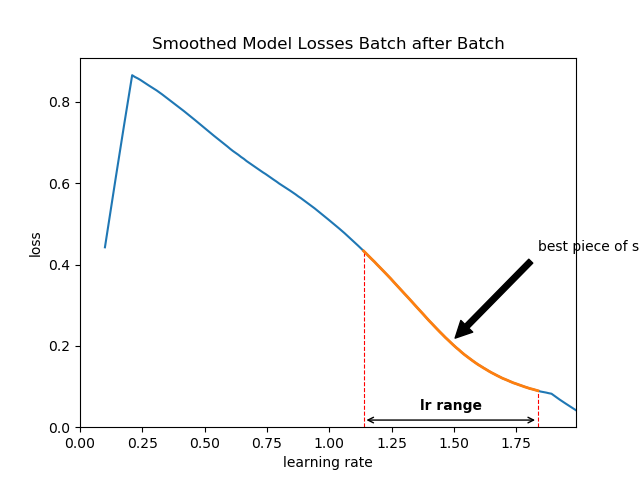 Smoothed Model Losses Batch after Batch
0.8
0.6
loss
best piece of s
0.4
0.2
lr range
0.0
0.00 0.25 0.50 0.75 1.00 1.25 1.50 1.75
learning rate